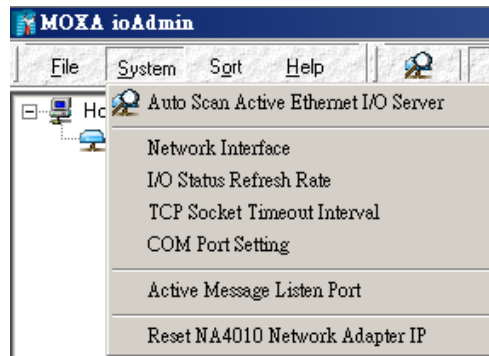 MOXA ioAdmin
File System Sort Help
Ho
Auto Scan Active Ethernet I/O Server
Network Interface
I/O Status Refresh Rate
TCP Socket Timeout Interval
COM Port Setting
Active Message Listen Port
Reset NA4010 Network Adapter IP